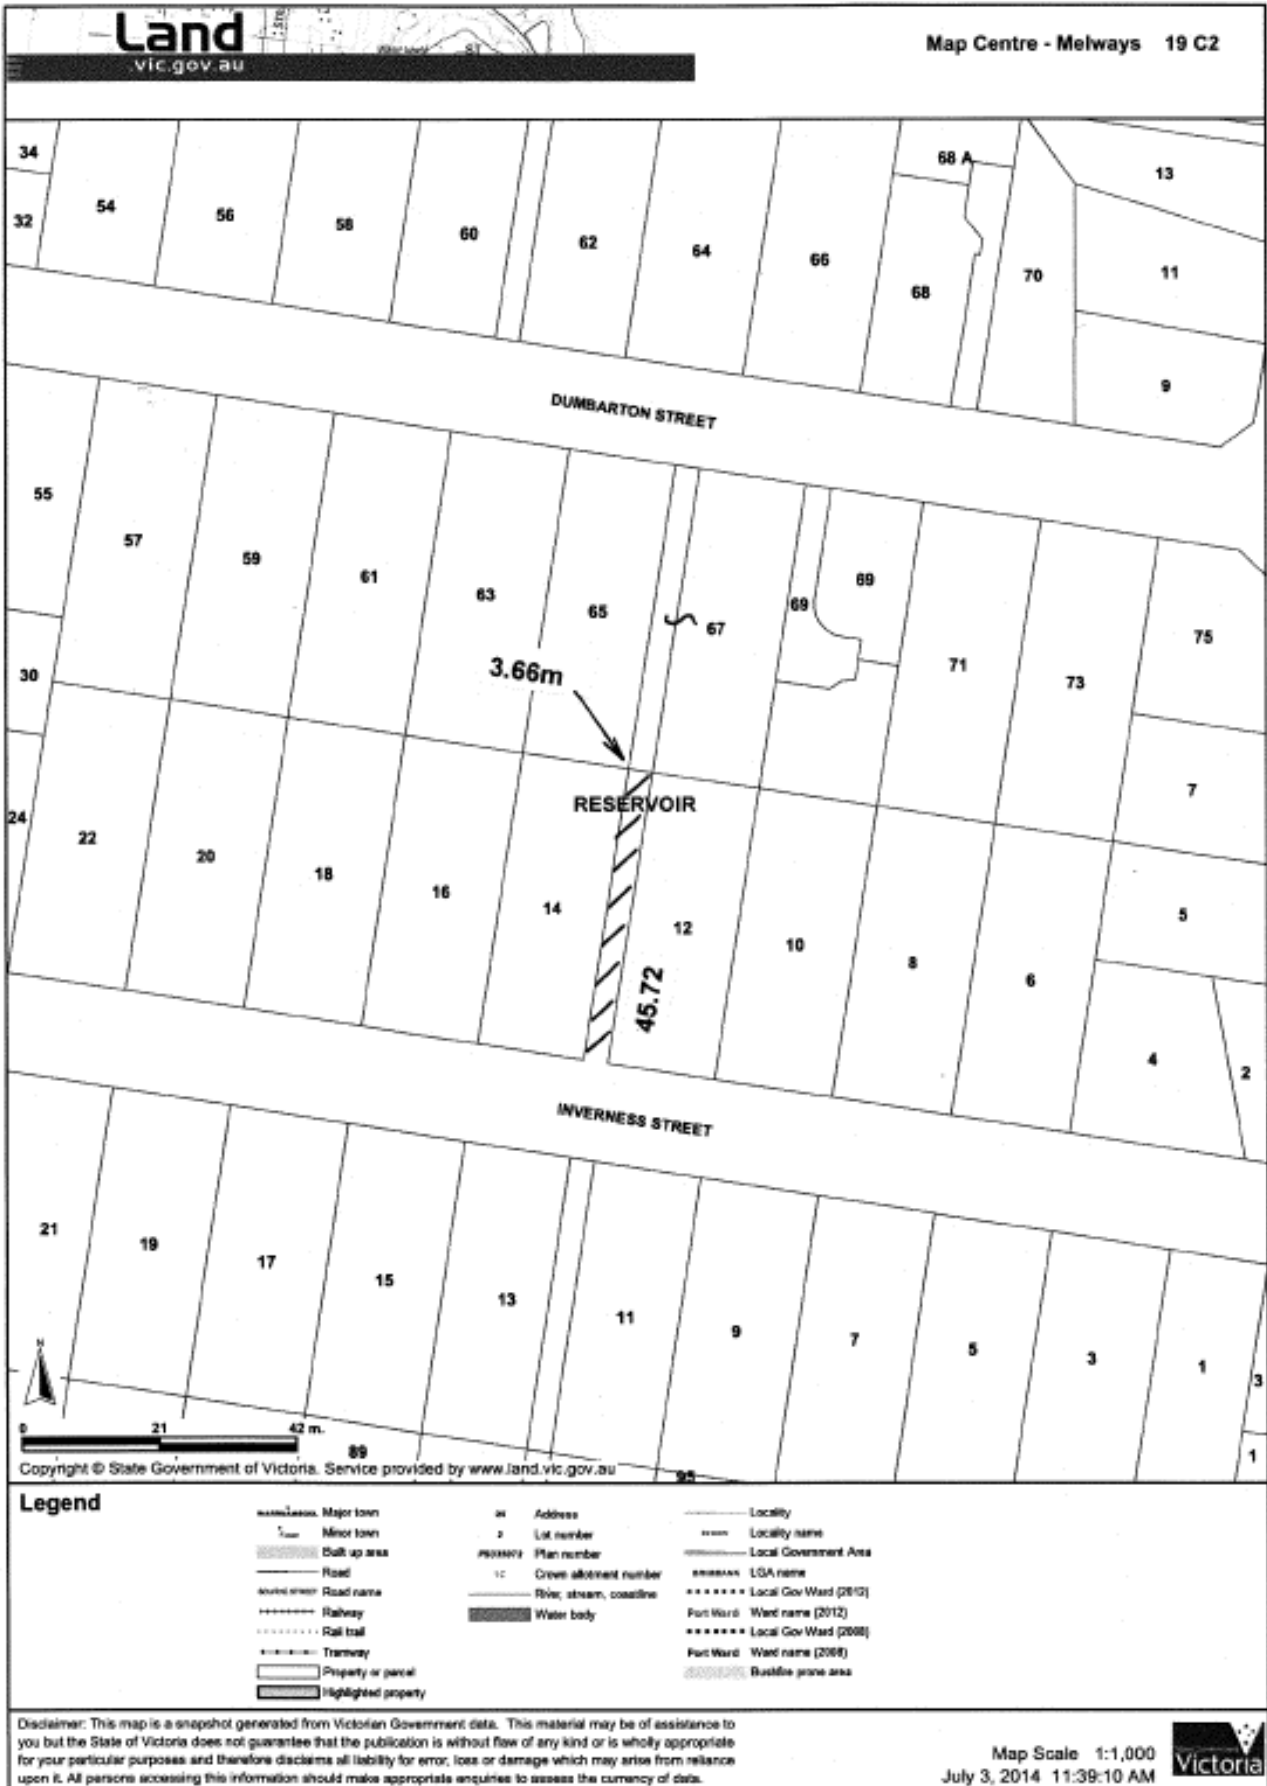 Land
.vic.gov.au
Map Centre - Melways 19 C2
34
32
54
56
58
60
62
64
66
68 A
68
70
13
11
9
DUMBARTON STREET
55
57
59
61
63
65
67
69
69
71
73
75
30
3.66m
7
RESERVOIR
24
22
20
18
16
14
12
10
8
6
5
4
2
45.72
INVERNESS STREET
21
19
17
15
13
11
9
7
5
3
1
3
1
N
0 21 42 m.
89
95
Copyright © State Government of Victoria. Service provided by www.land.vic.gov.au
Legend
Major town
Minor town
Built up area
Road
Road name
Railway
Rail trail
Tramway
Property or parcel
Highlighted property
Address
Lot number
Plan number
Crown allotment number
River, stream, coastline
Water body
Locality
Locality name
Local Government Area
LGA name
Local Gov Ward (2012)
Port Ward Ward name (2012)
Local Gov Ward (2008)
Port Ward Ward name (2008)
Bushfire prone area
Disclaimer: This map is a snapshot generated from Victorian Government data. This material may be of assistance to
you but the State of Victoria does not guarantee that the publication is without flaw of any kind or is wholly appropriate
for your particular purposes and therefore disclaims all liability for error, loss or damage which may arise from reliance
upon it. All persons accessing this information should make appropriate enquiries to assess the currency of data.
Map Scale 1:1,000
July 3, 2014 11:39:10 AM
Victoria